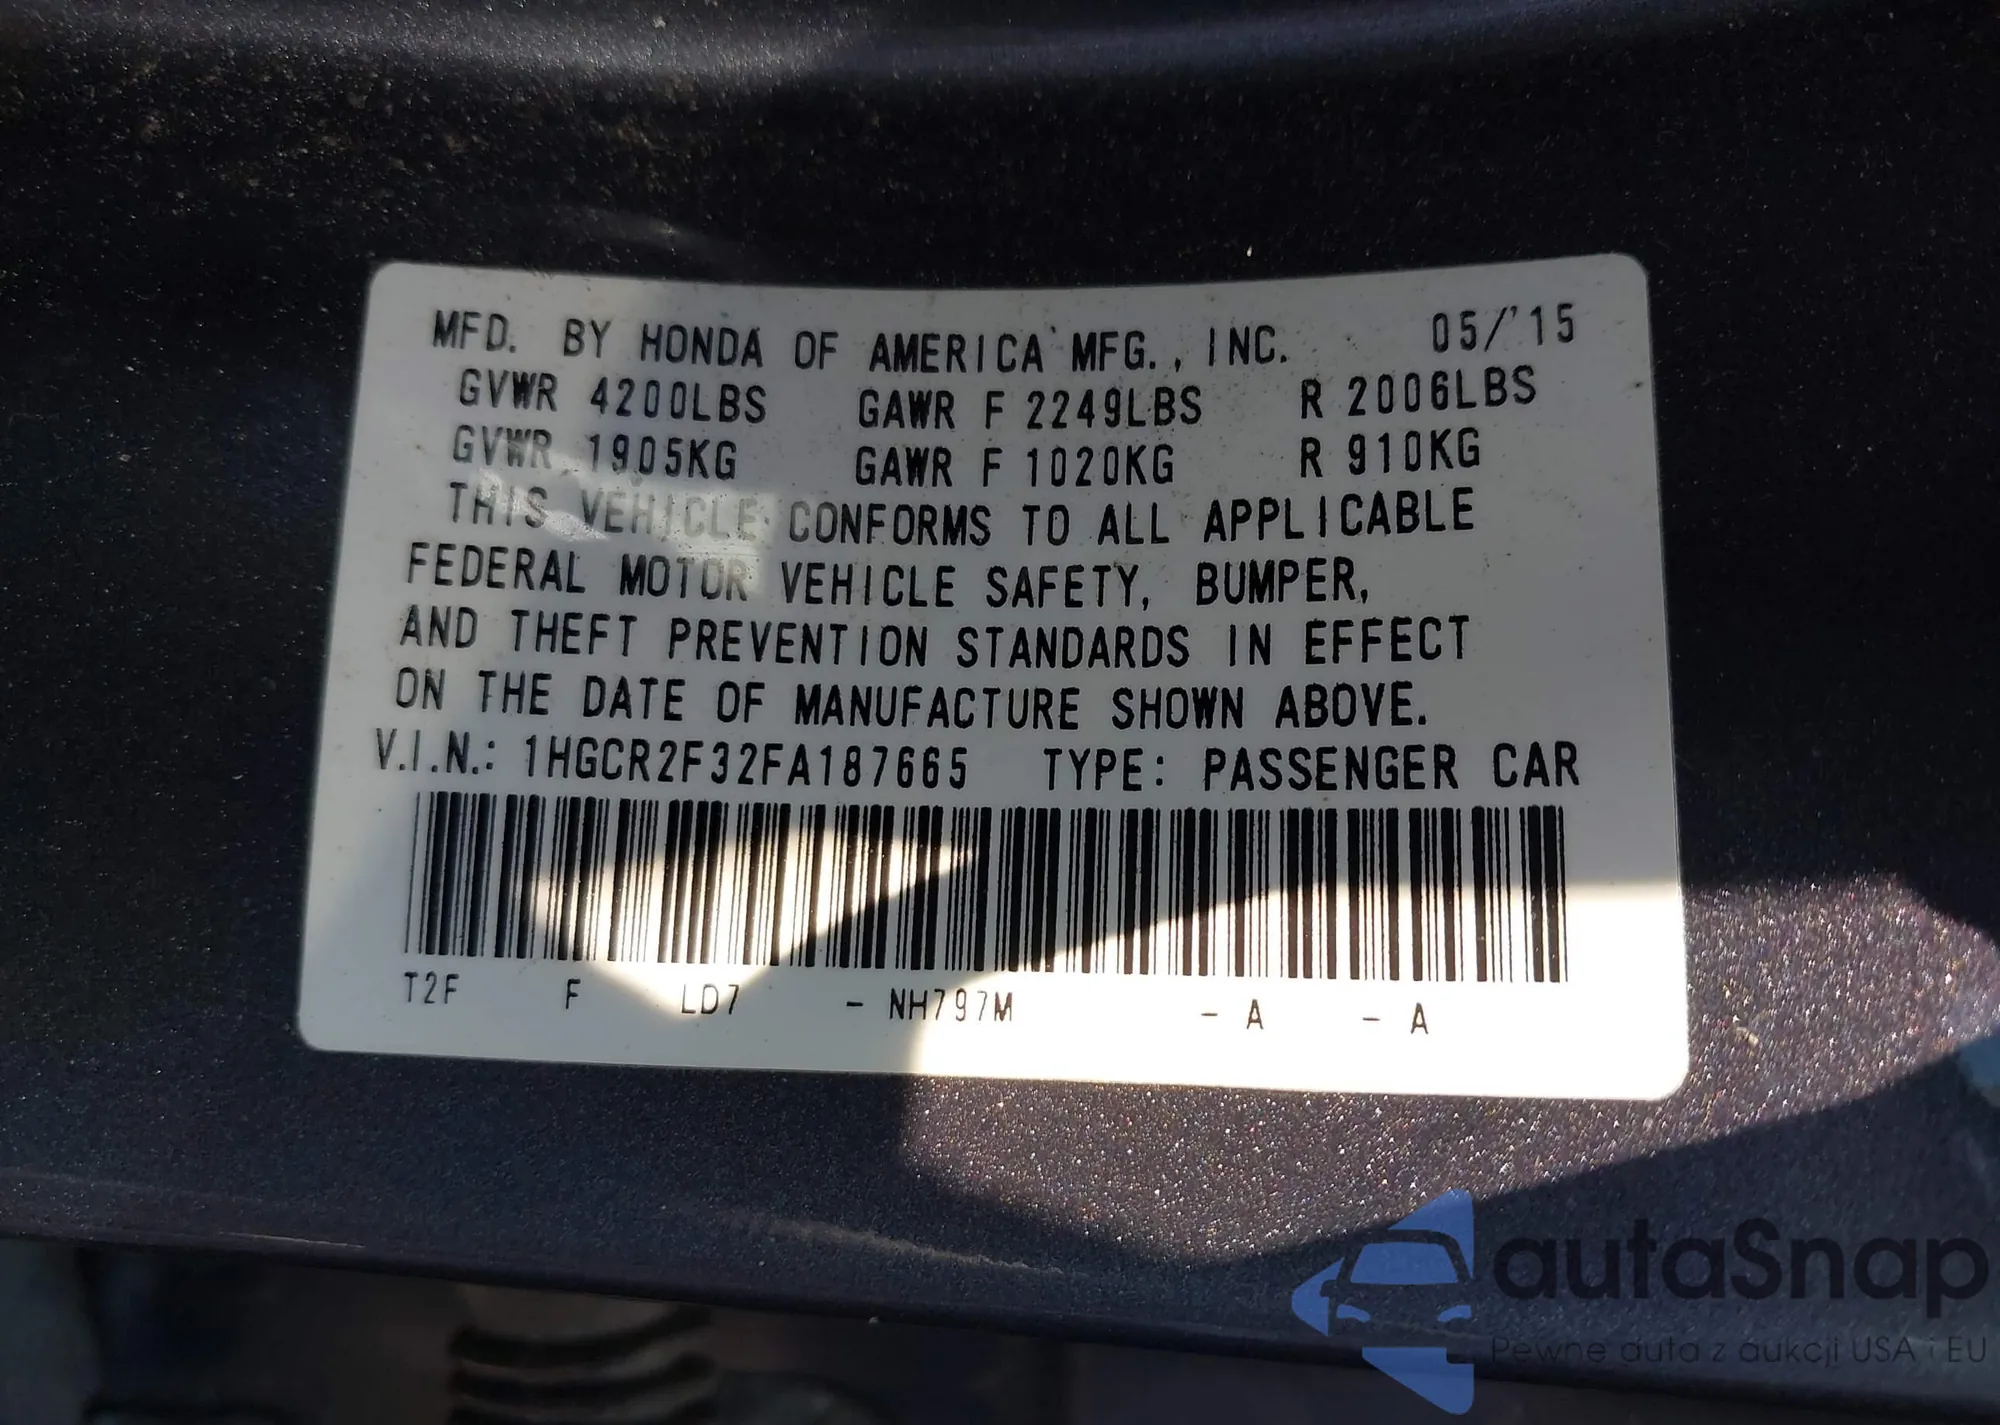 MFD. BY HONDA OF AMERICA MFG., INC. 05/'15
GVWR 4200LBS GAWR F 2249LBS R 2006LBS
GVWR 1905KG GAWR F 1020KG R 910KG
THIS VEHICLE CONFORMS TO ALL APPLICABLE
FEDERAL MOTOR VEHICLE SAFETY, BUMPER,
AND THEFT PREVENTION STANDARDS IN EFFECT
ON THE DATE OF MANUFACTURE SHOWN ABOVE.
V.I.N.: 1HGCR2F32FA187665 TYPE: PASSENGER CAR
T2F F LD7 - NH797M - A - A
autaSnap
Pewne auta z aukcji USA i EU